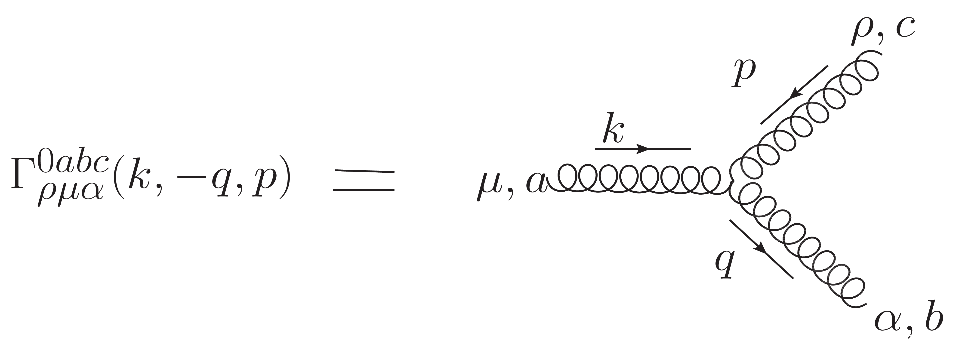 ρ, c
p
k
Γ^{0abc}_{ρμα}(k, −q, p) =
μ, a
q
α, b